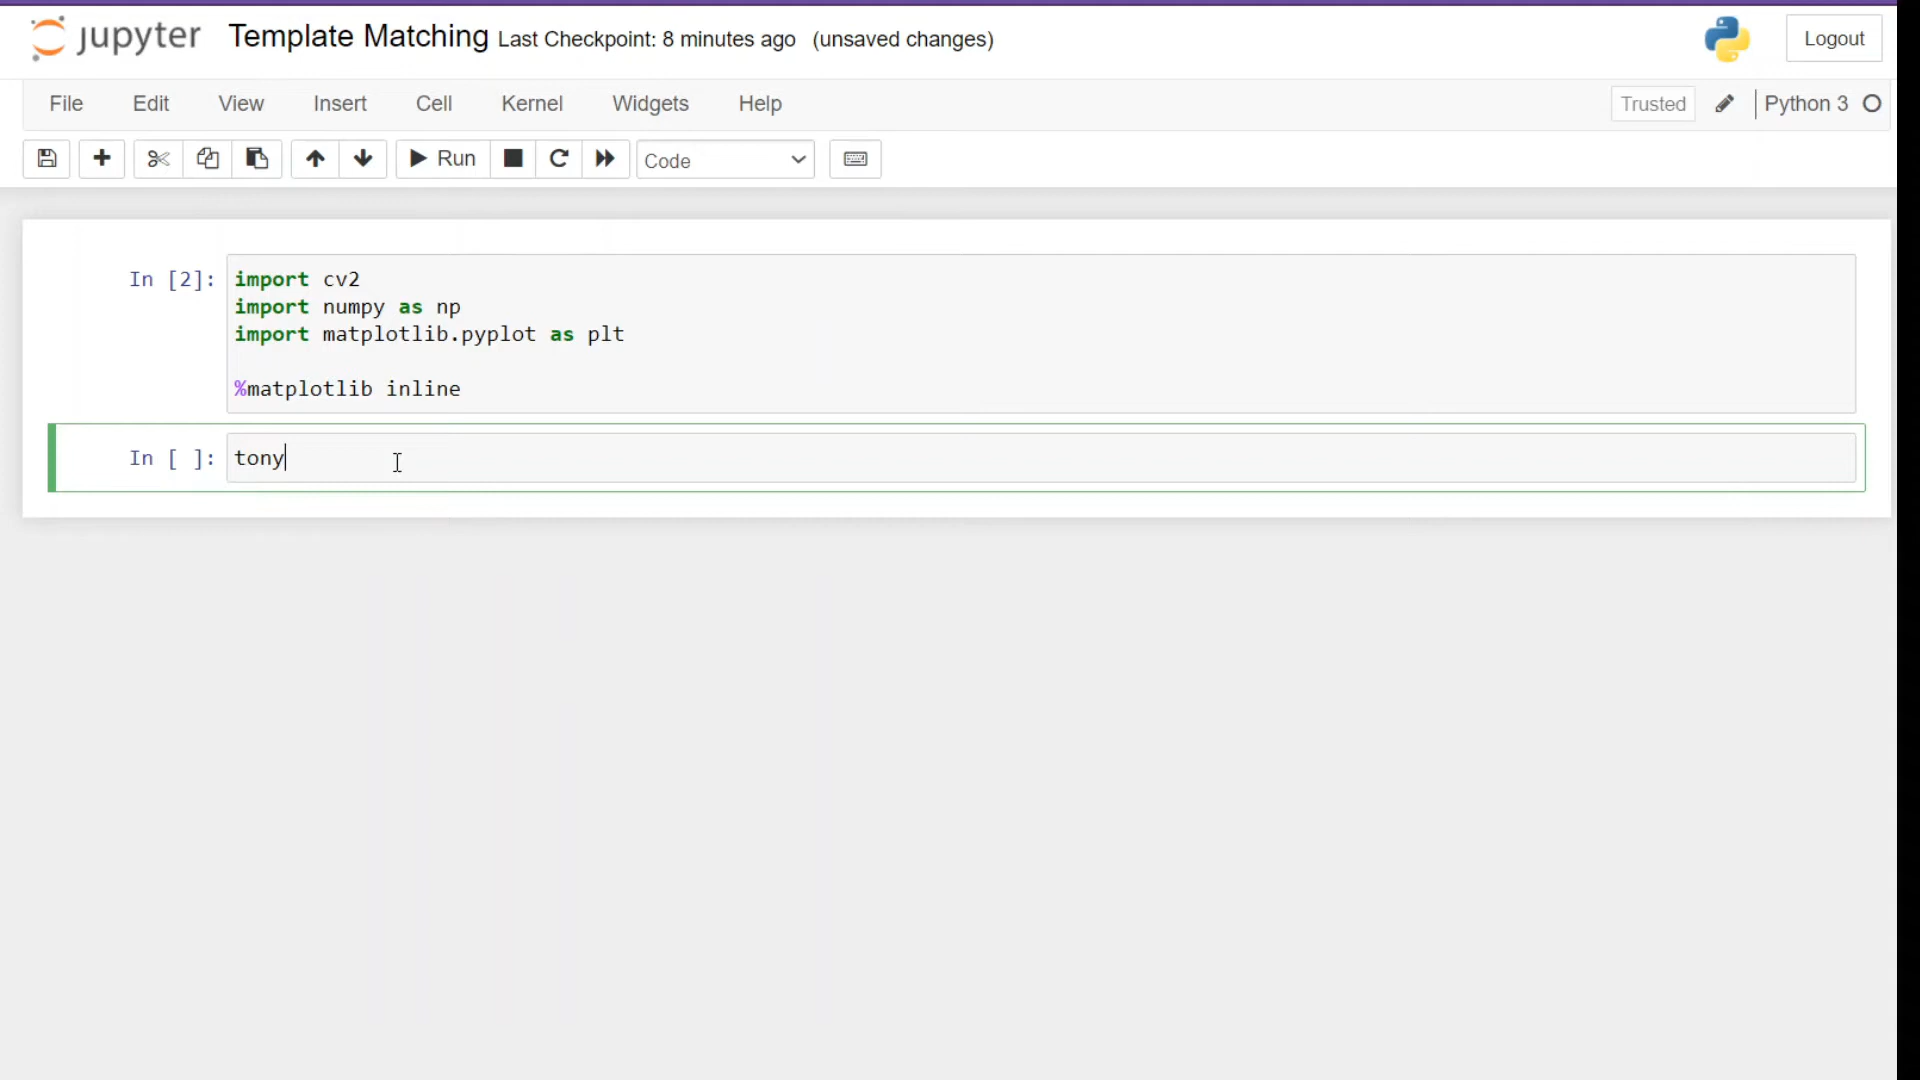 jupyter Template Matching Last Checkpoint: 8 minutes ago (unsaved changes) Logout
File Edit View Insert Cell Kernel Widgets Help Trusted Python 3
Run Code
In [2]: import cv2
import numpy as np
import matplotlib.pyplot as plt
%matplotlib inline
In [ ]: tony